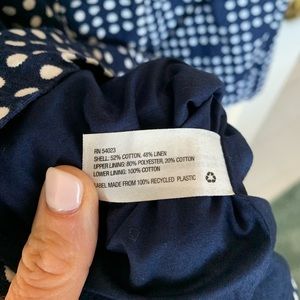 RN 54023
SHELL: 52% COTTON, 48% LINEN
UPPER LINING: 80% POLYESTER, 20% COTTON
LOWER LINING: 100% COTTON
LABEL MADE FROM 100% RECYCLED PLASTIC